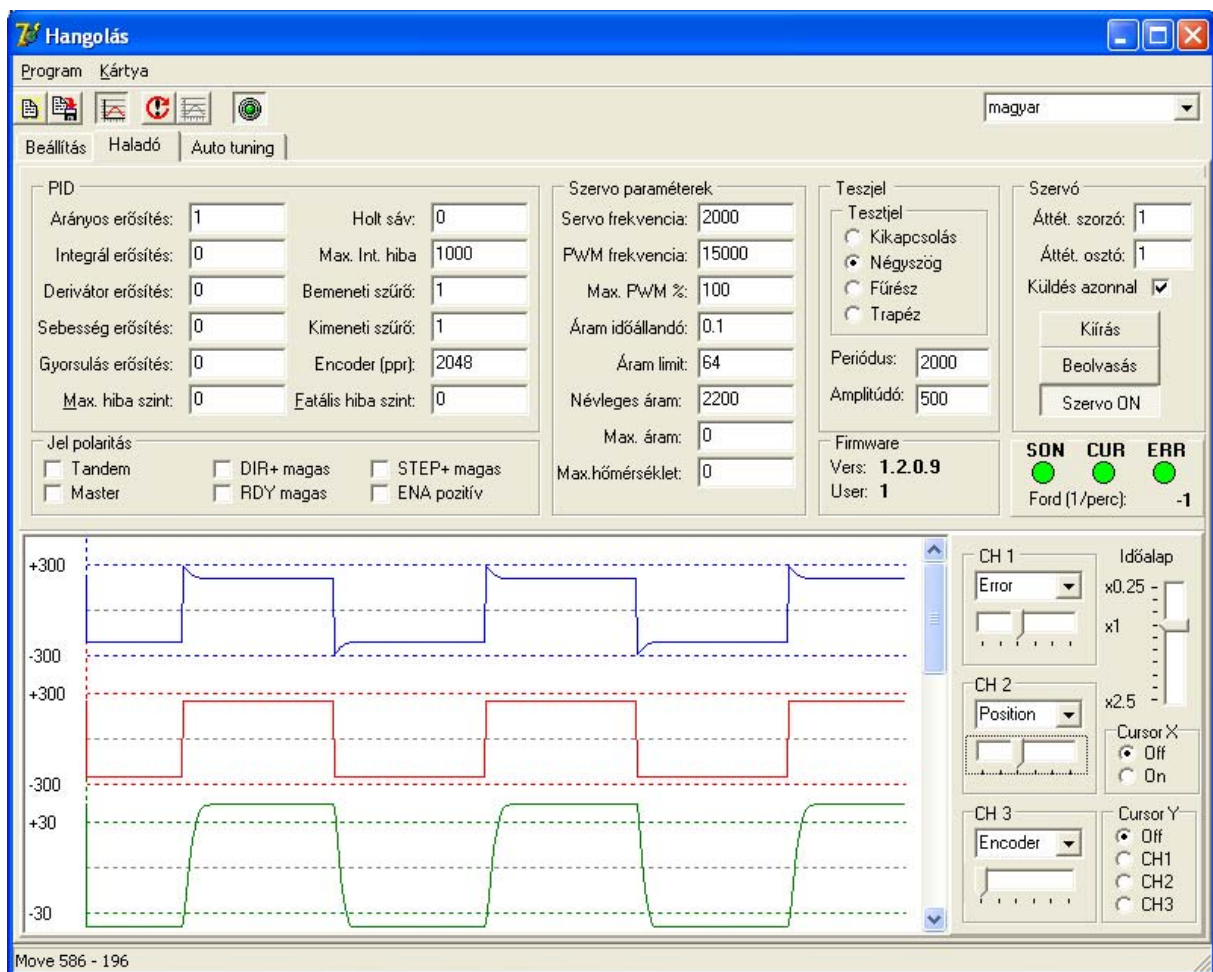 Hangolás
Program Kártya
magyar
Beállítás Haladó Auto tuning
PID
Arányos erősítés: 1
Integrál erősítés: 0
Derivátor erősítés: 0
Sebesség erősítés: 0
Gyorsulás erősítés: 0
Max. hiba szint: 0
Holt sáv: 0
Max. Int. hiba 1000
Bemeneti szűrő: 1
Kimeneti szűrő: 1
Encoder (ppr): 2048
Fatális hiba szint: 0
Jel polaritás
Tandem DIR+ magas STEP+ magas
Master RDY magas ENA pozitív
Szervo paraméterek
Servo frekvencia: 2000
PWM frekvencia: 15000
Max. PWM %: 100
Áram időállandó: 0.1
Áram limit: 64
Névleges áram: 2200
Max. áram: 0
Max.hőmérséklet: 0
Teszjel
Tesztjel
Kikapcsolás
Négyszög
Fűrész
Trapéz
Periódus: 2000
Amplitúdó: 500
Firmware
Vers: 1.2.0.9
User: 1
Szervó
Áttét. szorzó: 1
Áttét. osztó: 1
Küldés azonnal
Kiírás
Beolvasás
Szervo ON
SON CUR ERR
Ford (1/perc): -1
+300
-300
+300
-300
+30
-30
CH 1
Error
CH 2
Position
CH 3
Encoder
Időalap
x0.25
x1
x2.5
Cursor X
Off
On
Cursor Y
Off
CH1
CH2
CH3
Move 586 - 196